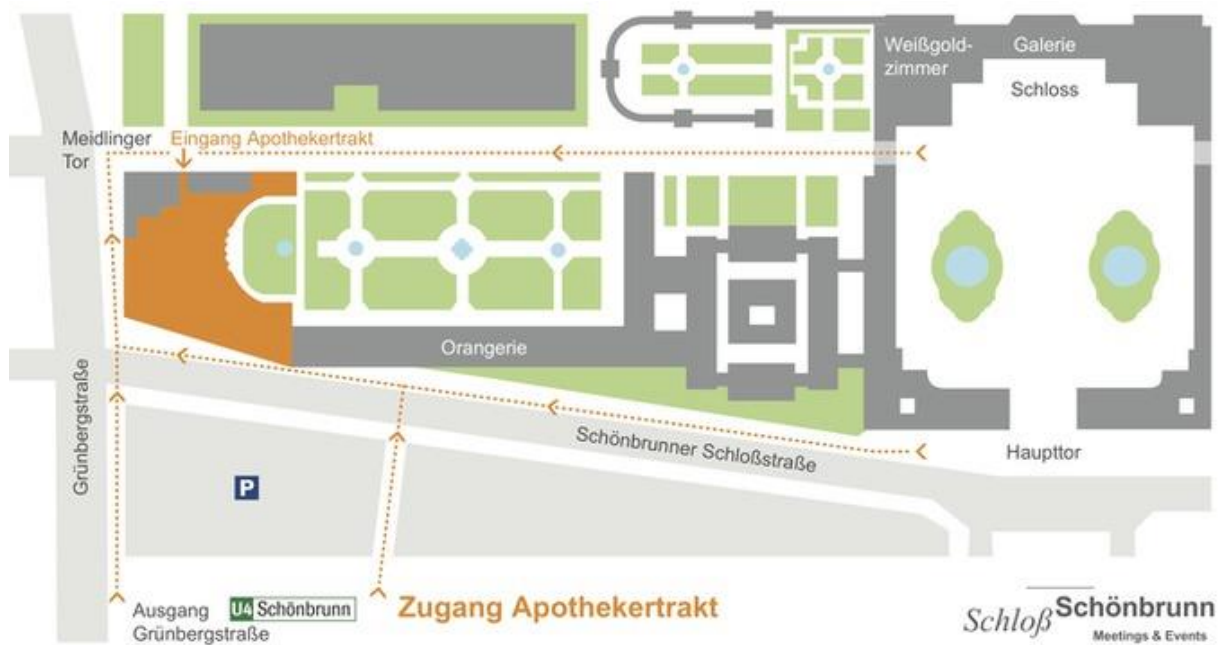 Weißgold-
zimmer
Galerie
Schloss
Meidlinger
Tor
Eingang Apothekertrakt
Orangerie
Grünbergstraße
Schönbrunner Schloßstraße
Haupttor
P
Ausgang
Grünbergstraße
U4 Schönbrunn
Zugang Apothekertrakt
Schloß Schönbrunn
Meetings & Events